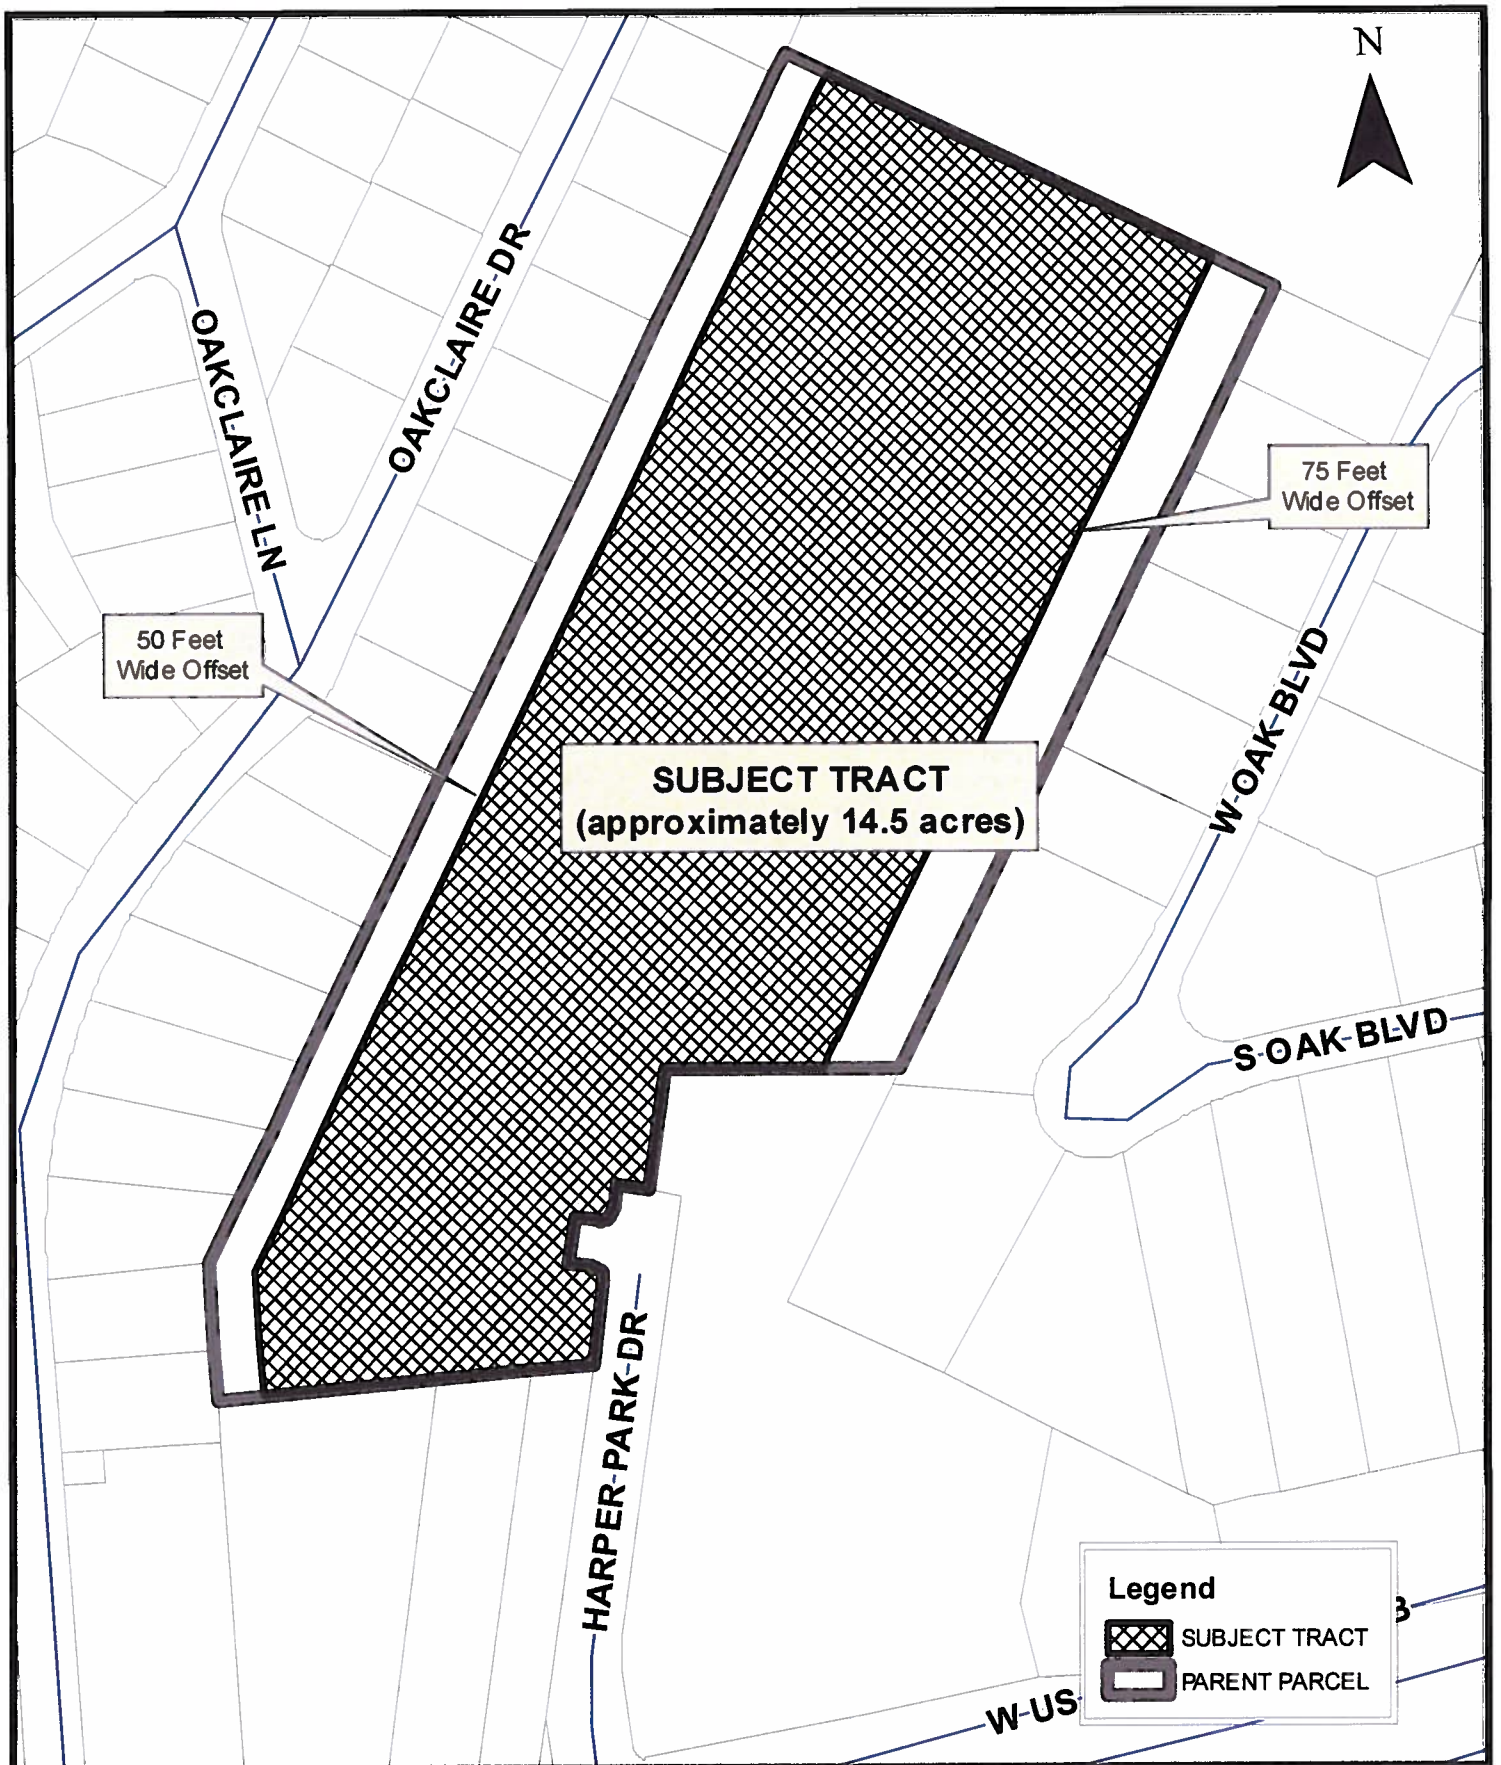 N
OAKCLAIRE DR
OAKCLAIRE LN
75 Feet
Wide Offset
50 Feet
Wide Offset
W OAK BLVD
SUBJECT TRACT
(approximately 14.5 acres)
S OAK BLVD
HARPER PARK DR
Legend
SUBJECT TRACT
PARENT PARCEL
W US
B